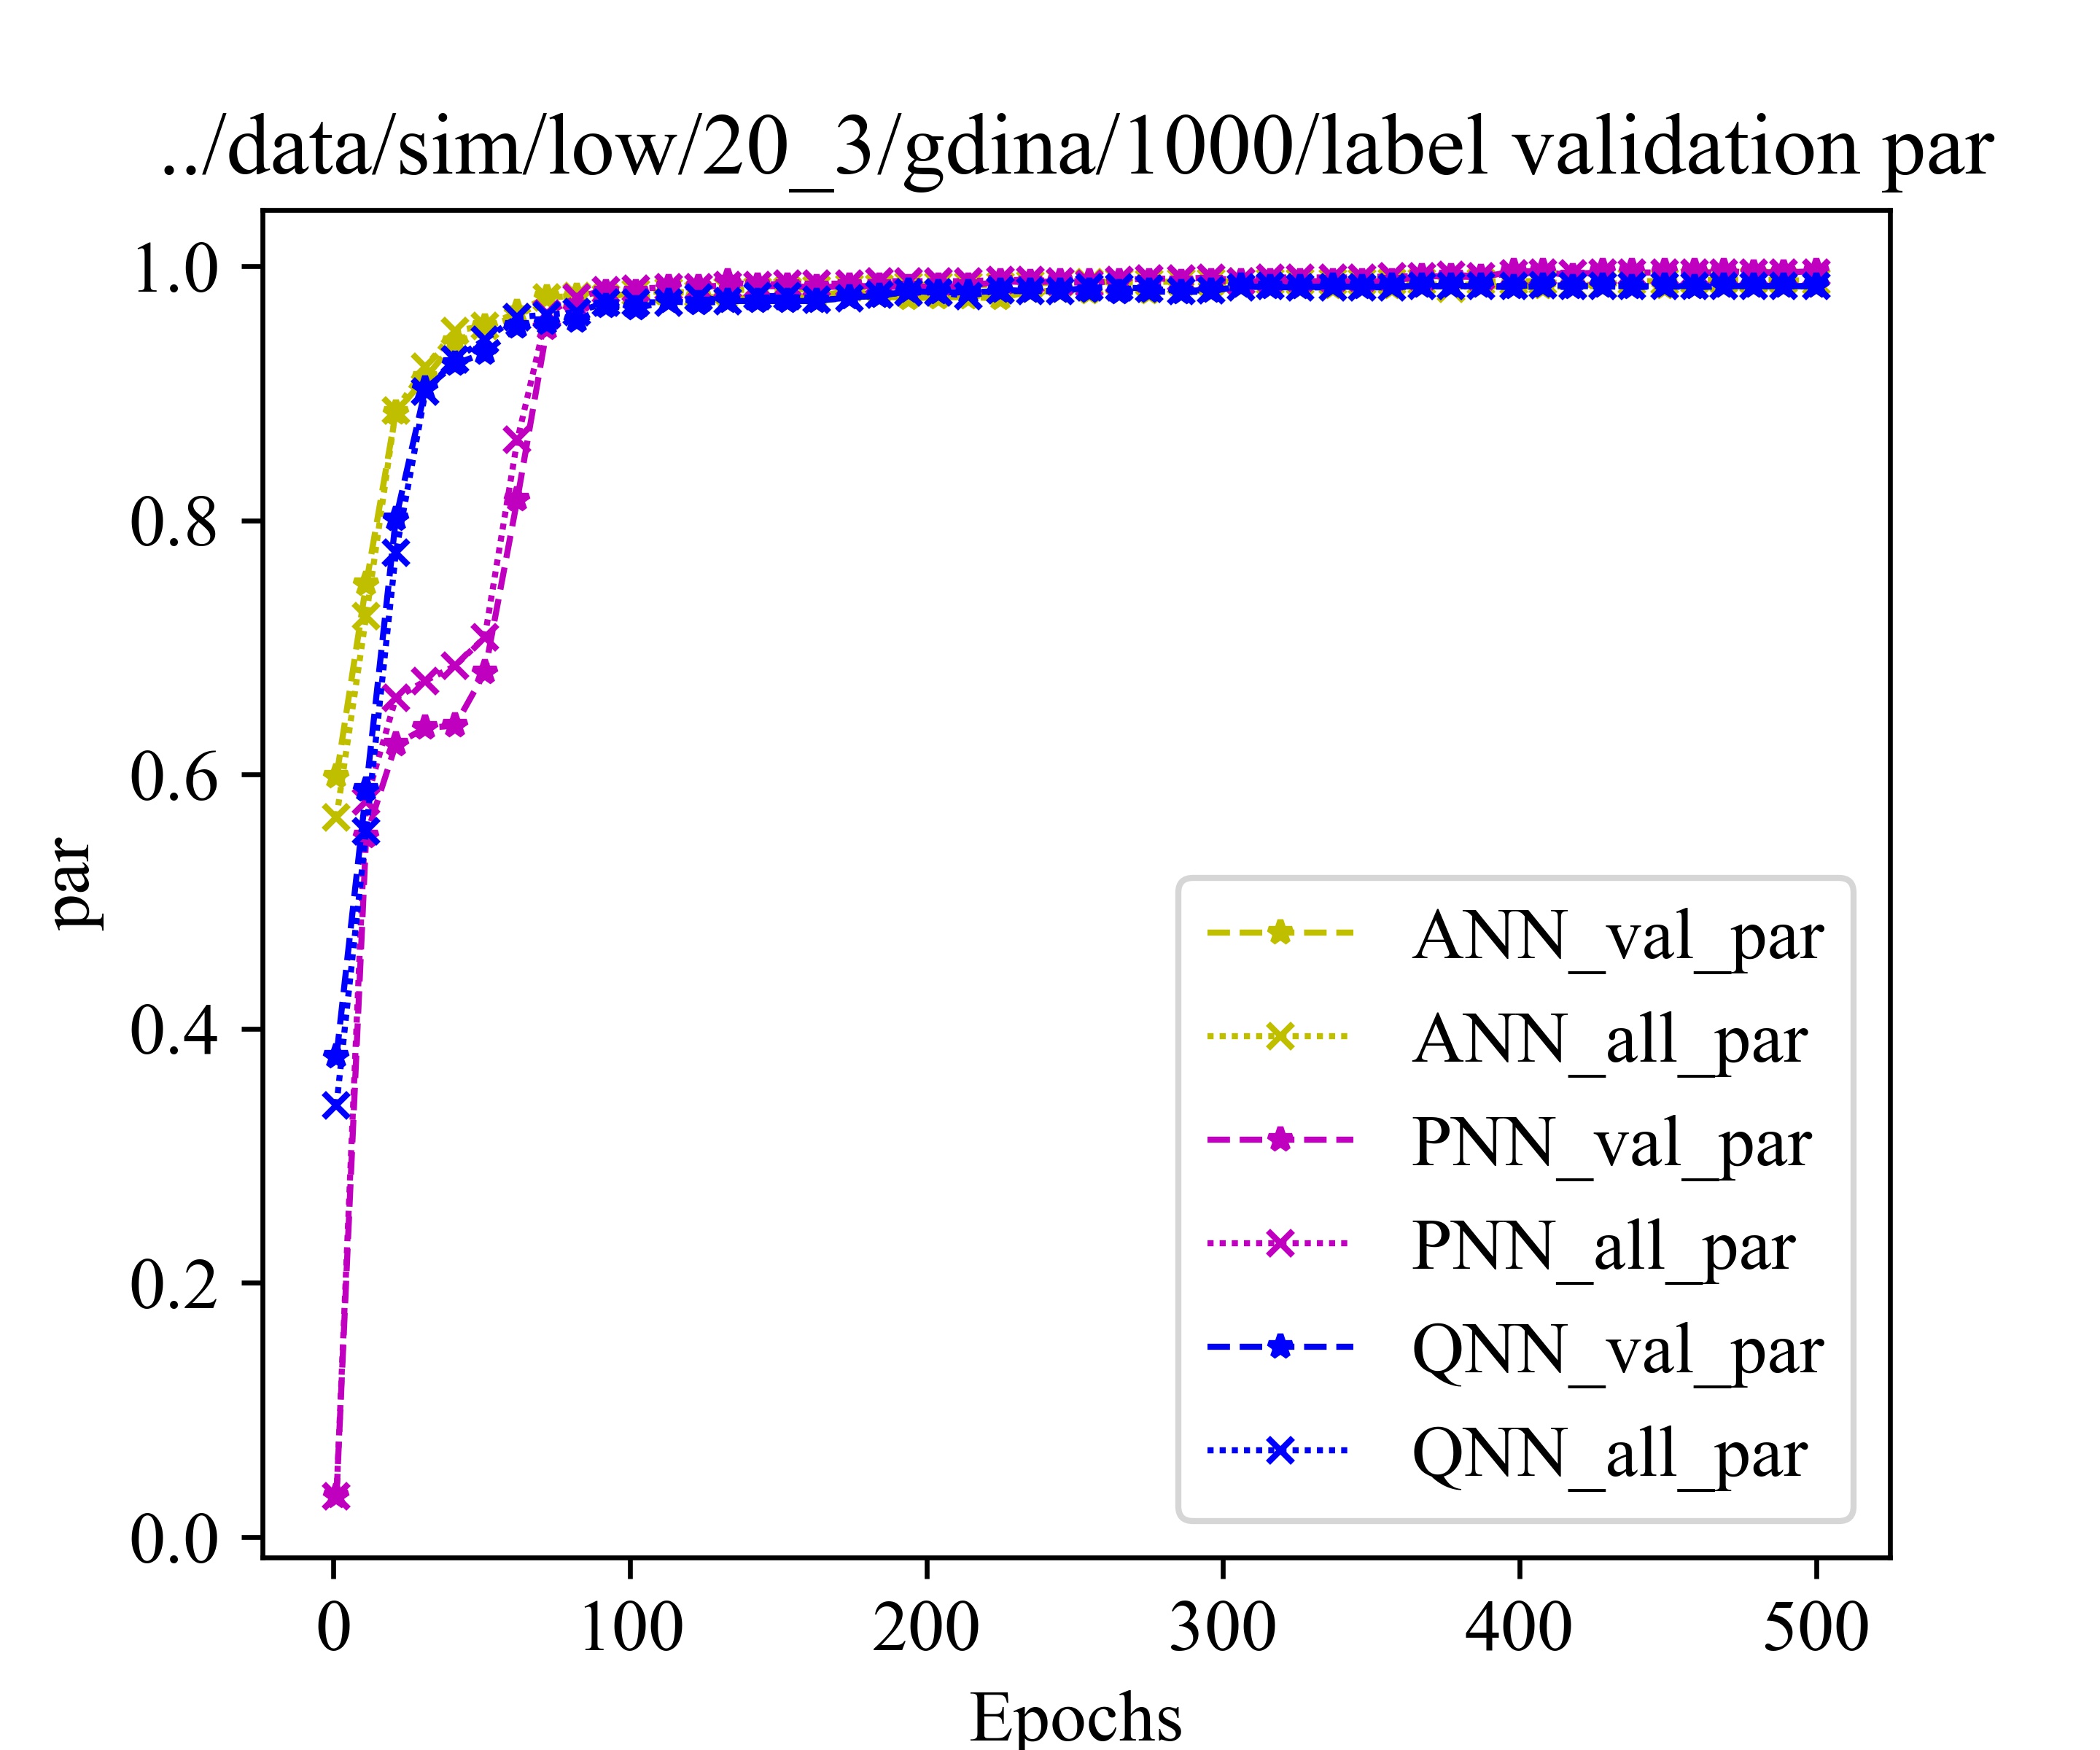 ../data/sim/low/20_3/gdina/1000/label validation par
1.0
0.8
0.6
0.4
0.2
0.0
par
ANN_val_par
ANN_all_par
PNN_val_par
PNN_all_par
QNN_val_par
QNN_all_par
0 100 200 300 400 500
Epochs